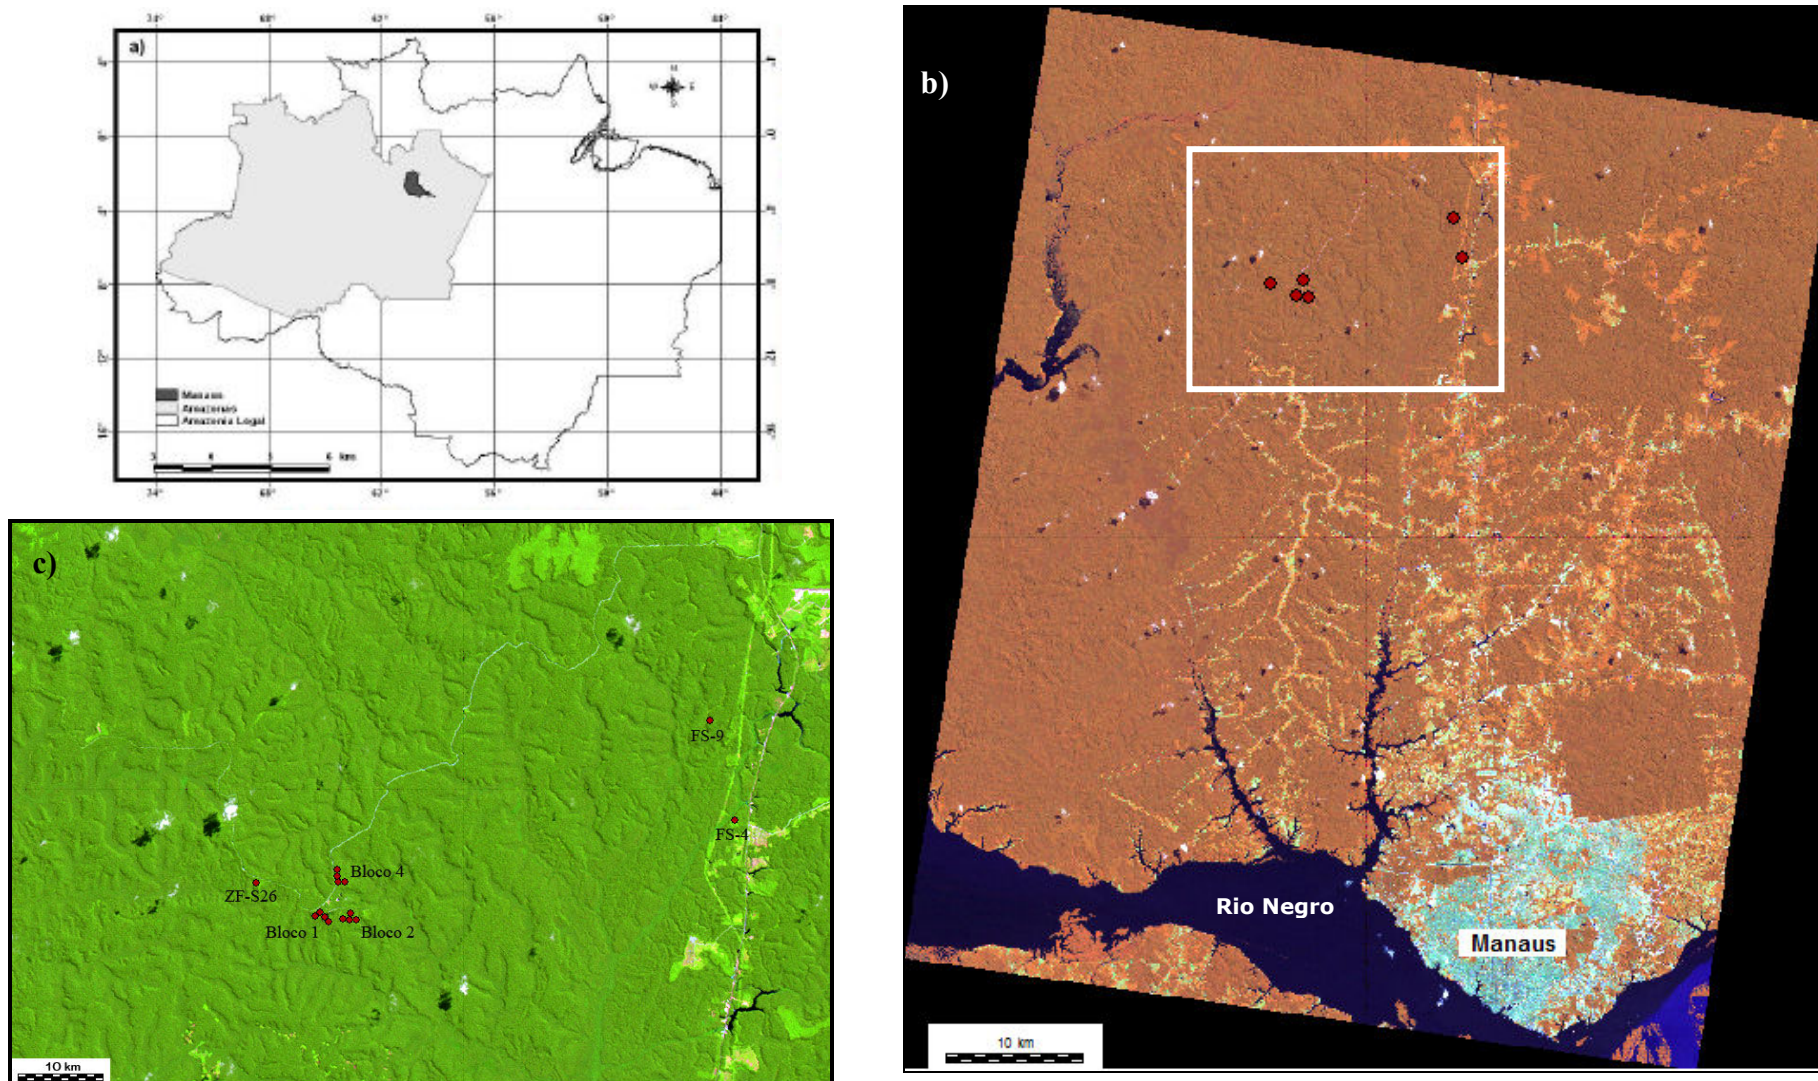 a)
Manaus
Amazonas
Amazonia Legal
km
b)
Rio Negro
Manaus
10 km
c)
FS-9
FS-4
Bloco 4
ZF-S26
Bloco 1
Bloco 2
10 km